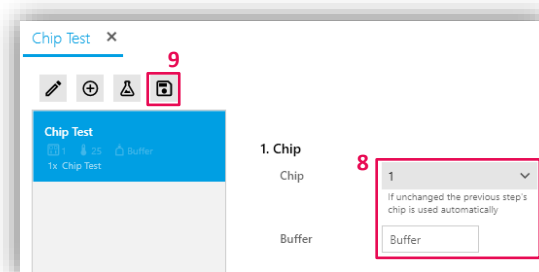 Chip Test ✕
9
Chip Test
1 25 Buffer
1x Chip Test
1. Chip
8
Chip 1
If unchanged the previous step's
chip is used automatically
Buffer Buffer